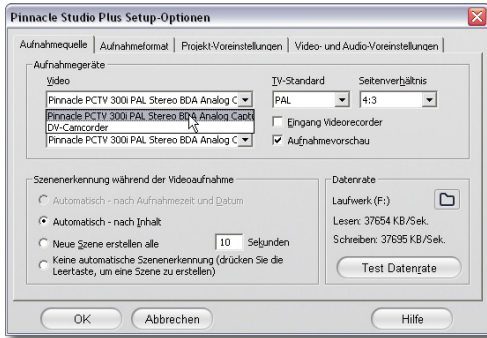 Pinnacle Studio Plus Setup-Optionen
Aufnahmequelle Aufnahmeformat Projekt-Voreinstellungen Video- und Audio-Voreinstellungen
Aufnahmegeräte
Video TV-Standard Seitenverhältnis
Pinnacle PCTV 300i PAL Stereo BDA Analog C PAL 4:3
Pinnacle PCTV 300i PAL Stereo BDA Analog Capti
DV-Camcorder
Eingang Videorecorder
Pinnacle PCTV 300i PAL Stereo BDA Analog C Aufnahmevorschau
Szenenerkennung während der Videoaufnahme
Automatisch - nach Aufnahmezeit und Datum
Automatisch - nach Inhalt
Neue Szene erstellen alle 10 Sekunden
Keine automatische Szenenerkennung (drücken Sie die
Leertaste, um eine Szene zu erstellen)
Datenrate
Laufwerk (F:)
Lesen: 37654 KB/Sek.
Schreiben: 37695 KB/Sek.
Test Datenrate
OK Abbrechen Hilfe